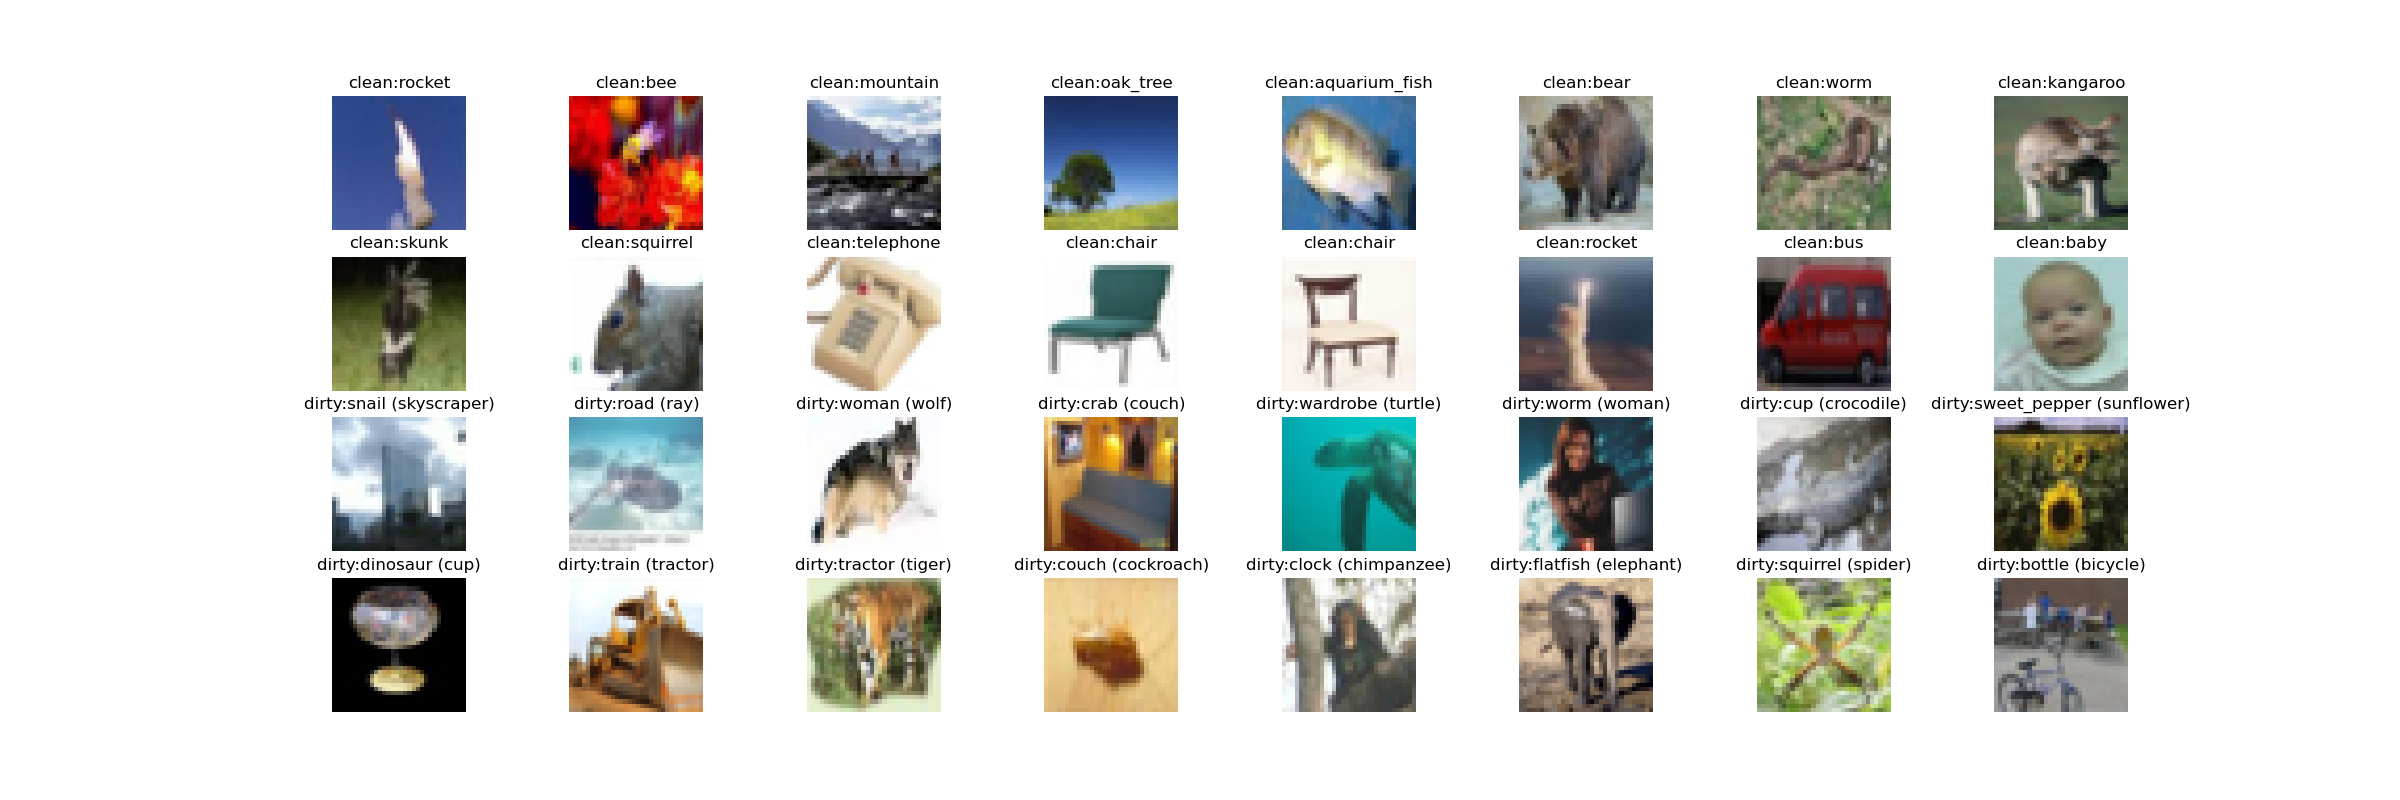 clean:rocket clean:bee clean:mountain clean:oak_tree clean:aquarium_fish clean:bear clean:worm clean:kangaroo
clean:skunk clean:squirrel clean:telephone clean:chair clean:chair clean:rocket clean:bus clean:baby
dirty:snail (skyscraper) dirty:road (ray) dirty:woman (wolf) dirty:crab (couch) dirty:wardrobe (turtle) dirty:worm (woman) dirty:cup (crocodile) dirty:sweet_pepper (sunflower)
dirty:dinosaur (cup) dirty:train (tractor) dirty:tractor (tiger) dirty:couch (cockroach) dirty:clock (chimpanzee) dirty:flatfish (elephant) dirty:squirrel (spider) dirty:bottle (bicycle)